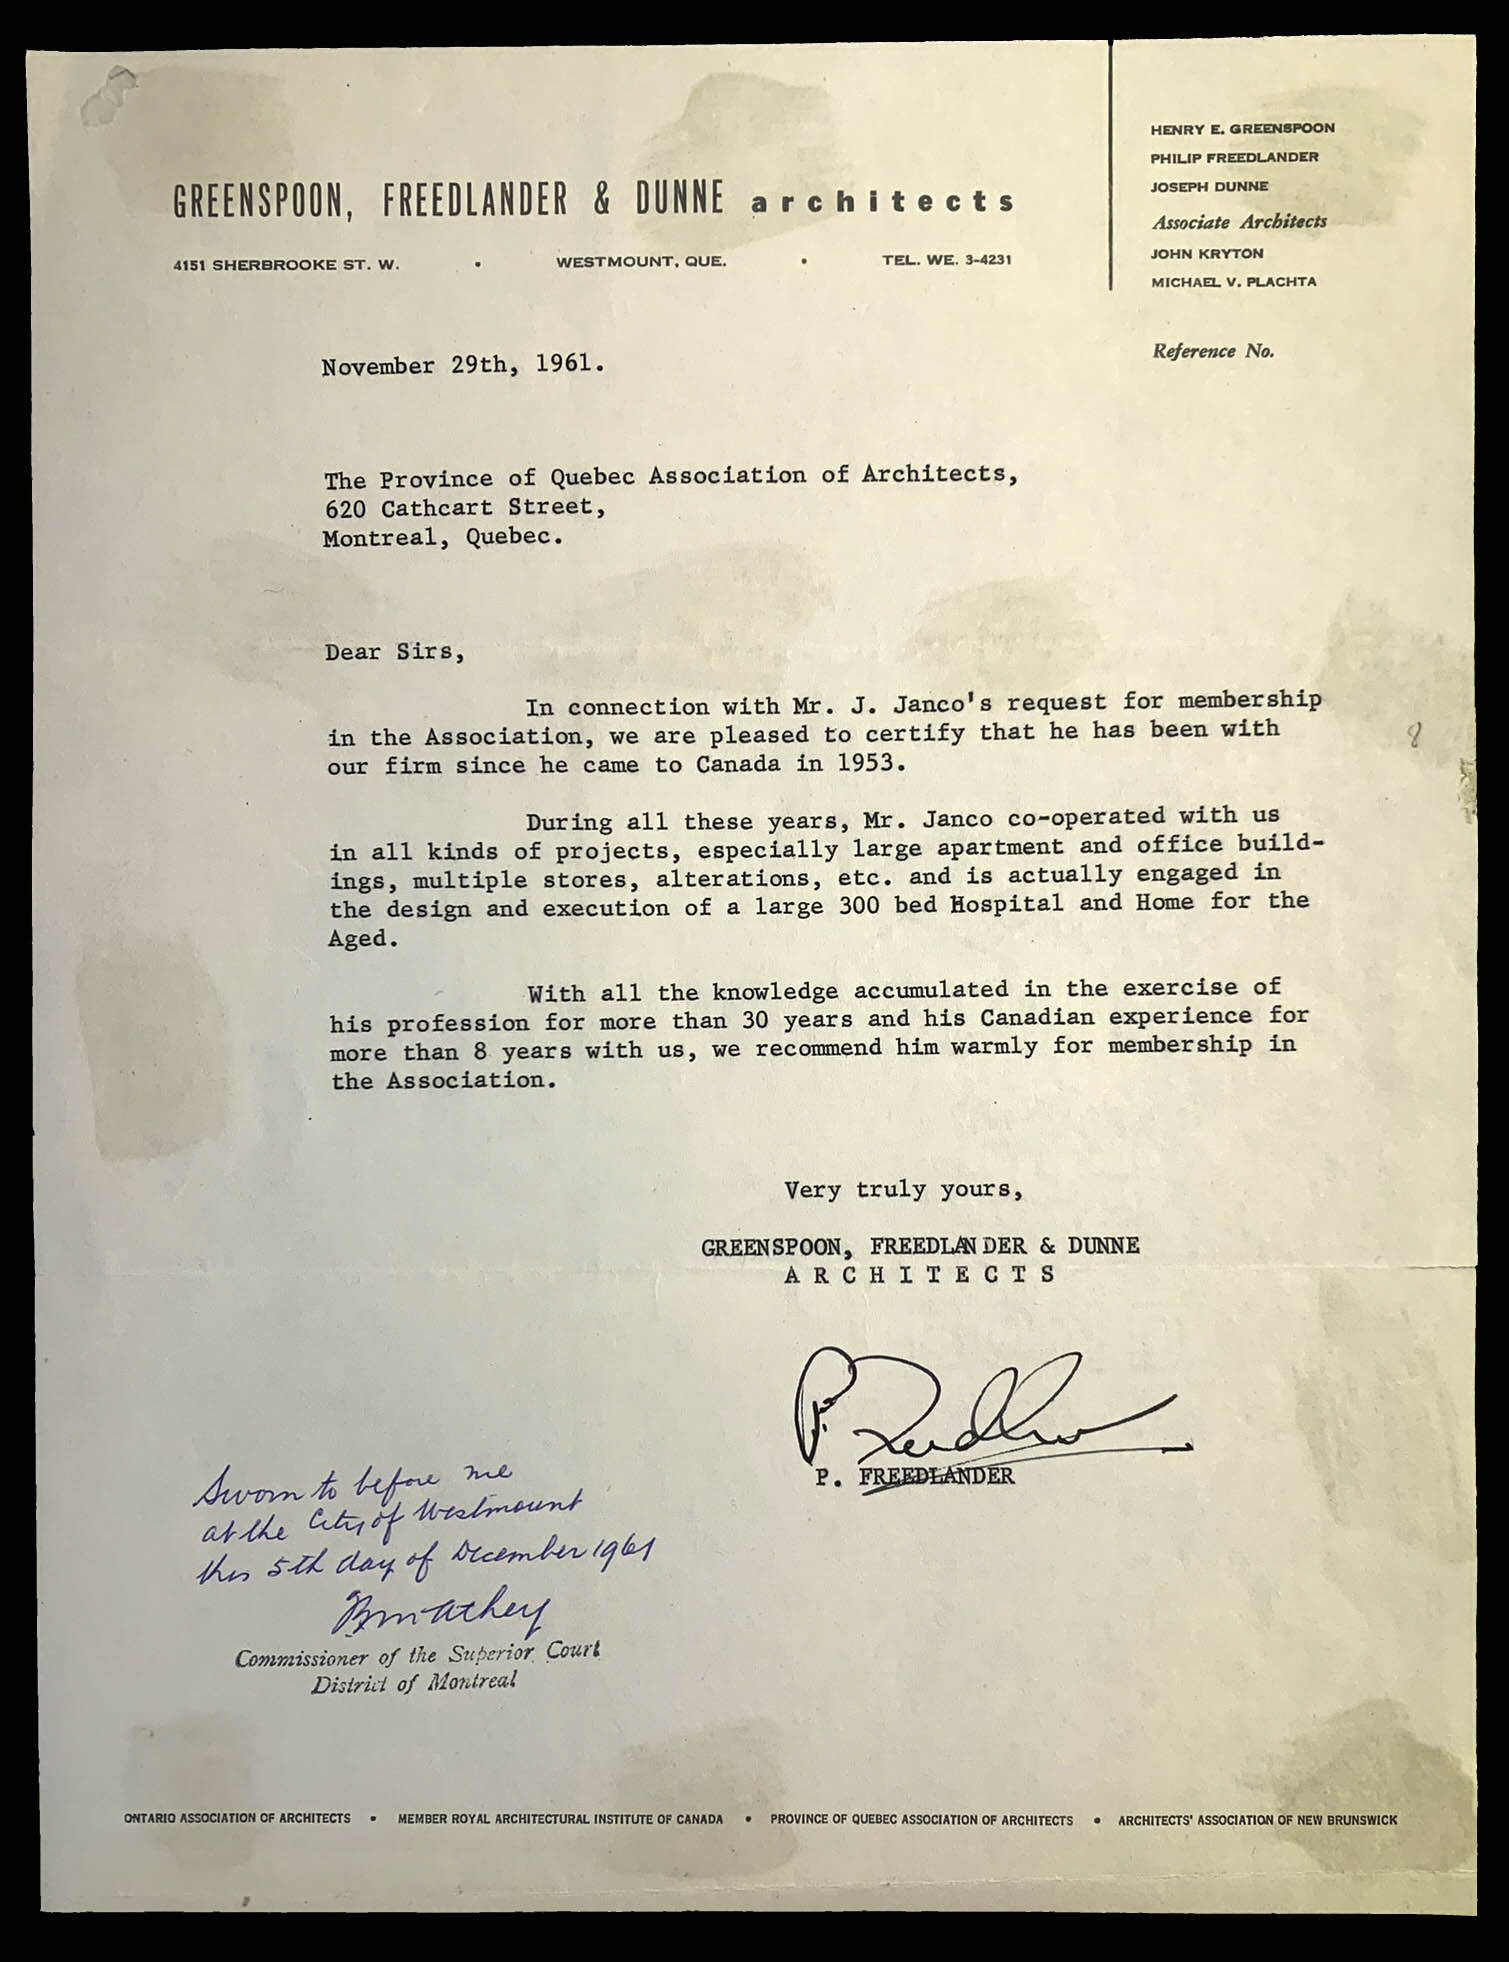 GREENSPOON, FREEDLANDER & DUNNE architects
4151 SHERBROOKE ST. W. • WESTMOUNT, QUE. • TEL. WE. 3-4231
HENRY E. GREENSPOON
PHILIP FREEDLANDER
JOSEPH DUNNE
Associate Architects
JOHN KRYTON
MICHAEL V. PLACHTA
Reference No.
November 29th, 1961.
The Province of Quebec Association of Architects,
620 Cathcart Street,
Montreal, Quebec.
Dear Sirs,
In connection with Mr. J. Janco's request for membership
in the Association, we are pleased to certify that he has been with
our firm since he came to Canada in 1953.
8
During all these years, Mr. Janco co-operated with us
in all kinds of projects, especially large apartment and office build-
ings, multiple stores, alterations, etc. and is actually engaged in
the design and execution of a large 300 bed Hospital and Home for the
Aged.
With all the knowledge accumulated in the exercise of
his profession for more than 30 years and his Canadian experience for
more than 8 years with us, we recommend him warmly for membership in
the Association.
Very truly yours,
GREENSPOON, FREEDLANDER & DUNNE
A R C H I T E C T S
P. FREEDLANDER
Sworn to before me
at the City of Westmount
this 5th day of December 1961
Commissioner of the Superior Court
District of Montreal
ONTARIO ASSOCIATION OF ARCHITECTS • MEMBER ROYAL ARCHITECTURAL INSTITUTE OF CANADA • PROVINCE OF QUEBEC ASSOCIATION OF ARCHITECTS • ARCHITECTS' ASSOCIATION OF NEW BRUNSWICK